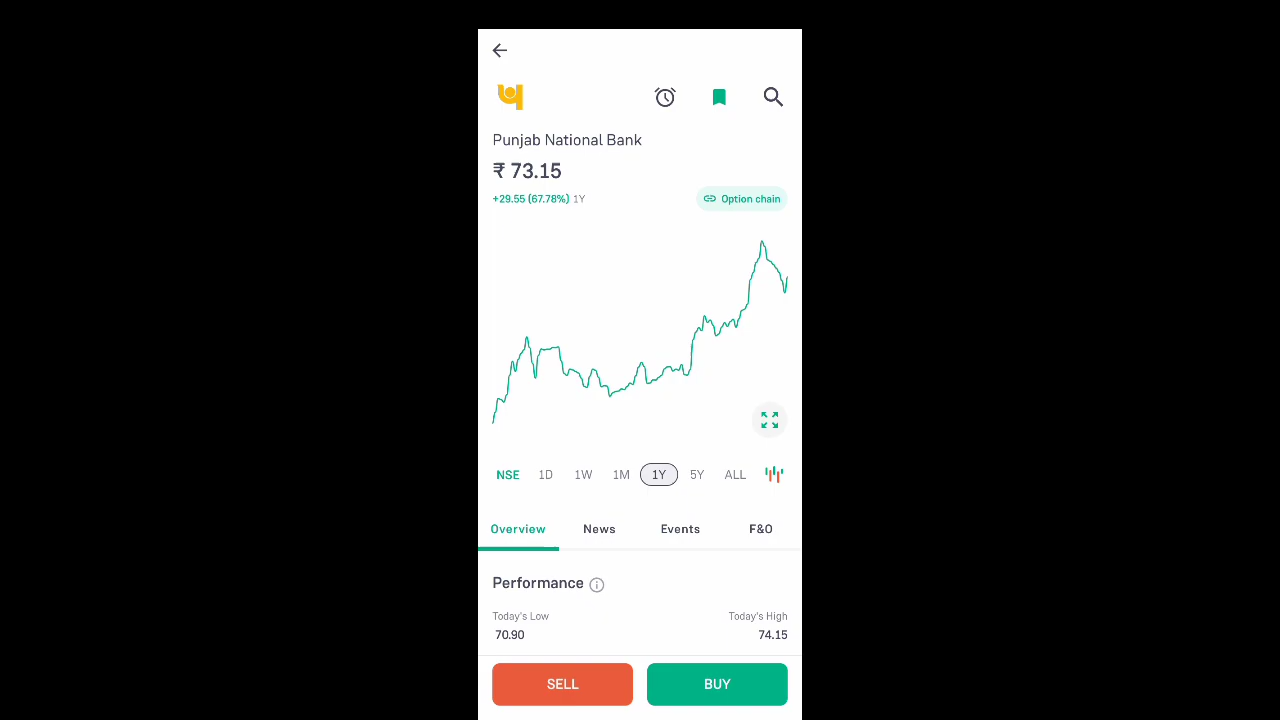 Punjab National Bank
₹ 73.15
+29.55 (67.78%) 1Y
Option chain
NSE 1D 1W 1M 1Y 5Y ALL
Overview News Events F&O
Performance
Today's Low Today's High
70.90 74.15
SELL BUY